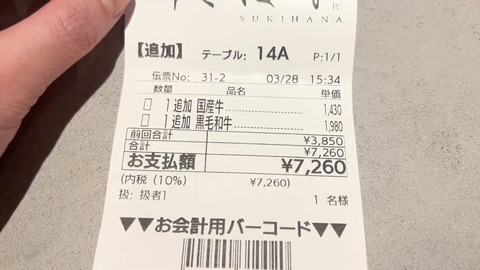 SUKIHANA
【追加】 テーブル: 14A P:1/1
伝票No: 31-2 03/28 15:34
数量 品名 単価
□ 1 追加 国産牛 1,430
□ 1 追加 黒毛和牛 1,980
前回合計 ¥3,850
合計 ¥7,260
お支払額 ¥7,260
(内税 (10%) ¥7,260)
扱: 扱者1 1 名様
▼▼お会計用バーコード▼▼